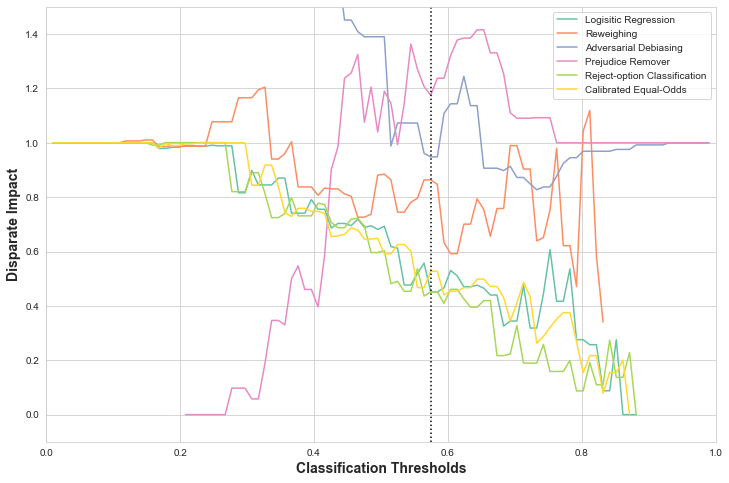 Logisitic Regression
Reweighing
Adversarial Debiasing
Prejudice Remover
Reject-option Classification
Calibrated Equal-Odds
1.4
1.2
1.0
0.8
0.6
0.4
0.2
0.0
Disparate Impact
0.0 0.2 0.4 0.6 0.8 1.0
Classification Thresholds